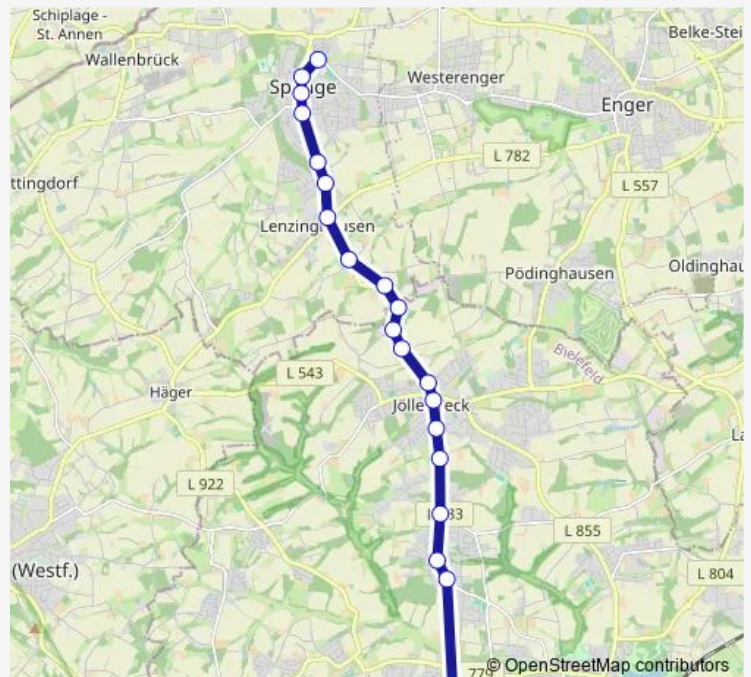 Schiplage -
St. Annen
Belke-Stei
Wallenbrück
Westerenger
Enger
L 782
ttingdorf
L 557
Oldinghau
Pödinghausen
Bielefeld
L 543
Häger
L 922
L 855
(Westf.)
L 804
© OpenStreetMap contributors